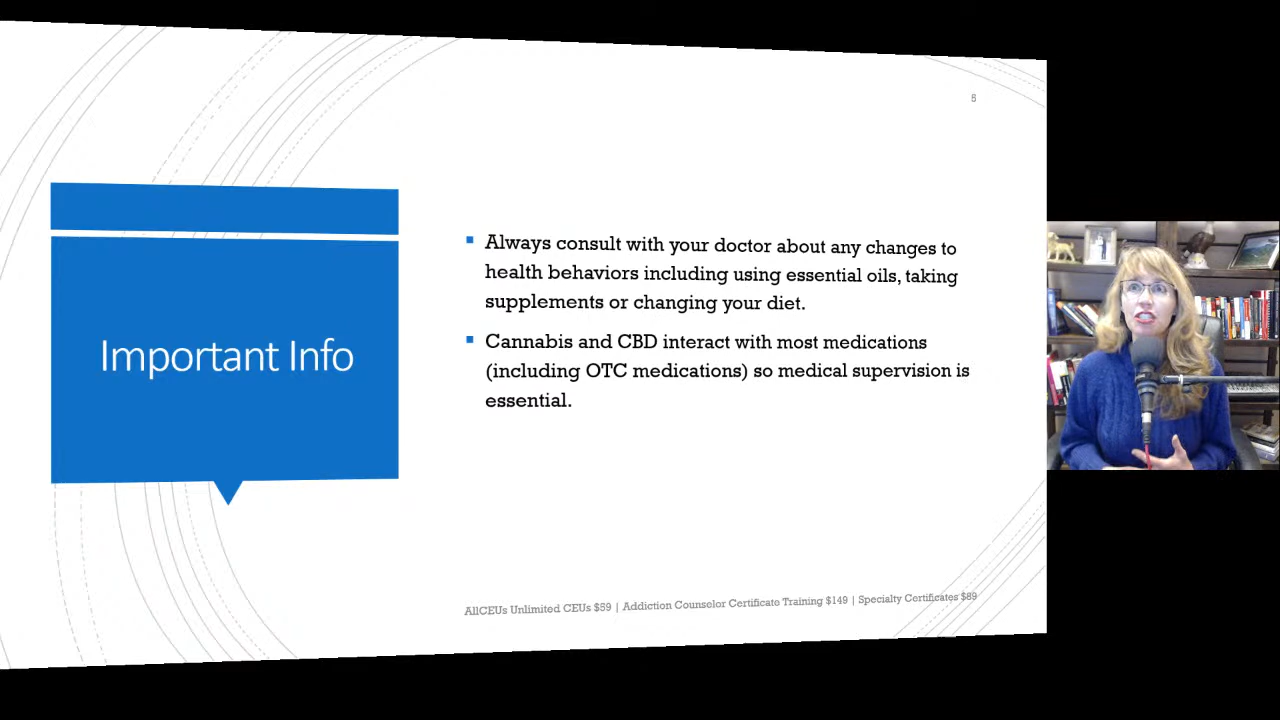 5
Important Info
Always consult with your doctor about any changes to
health behaviors including using essential oils, taking
supplements or changing your diet.
Cannabis and CBD interact with most medications
(including OTC medications) so medical supervision is
essential.
AllCEUs Unlimited CEUs $59 | Addiction Counselor Certificate Training $149 | Specialty Certificates $89